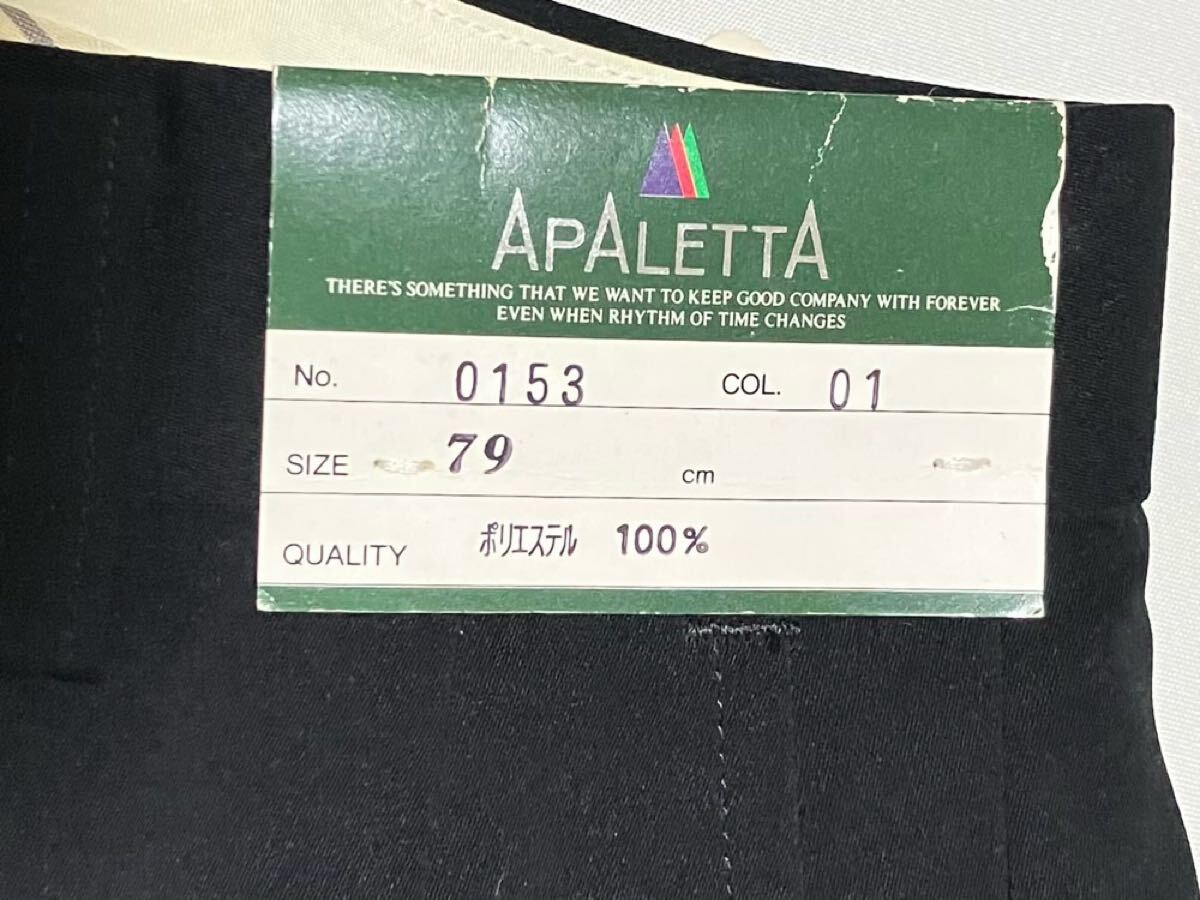 APALETTA
THERE'S SOMETHING THAT WE WANT TO KEEP GOOD COMPANY WITH FOREVER
EVEN WHEN RHYTHM OF TIME CHANGES
No. 0153 COL. 01
SIZE 79 cm
QUALITY ポリエステル 100%